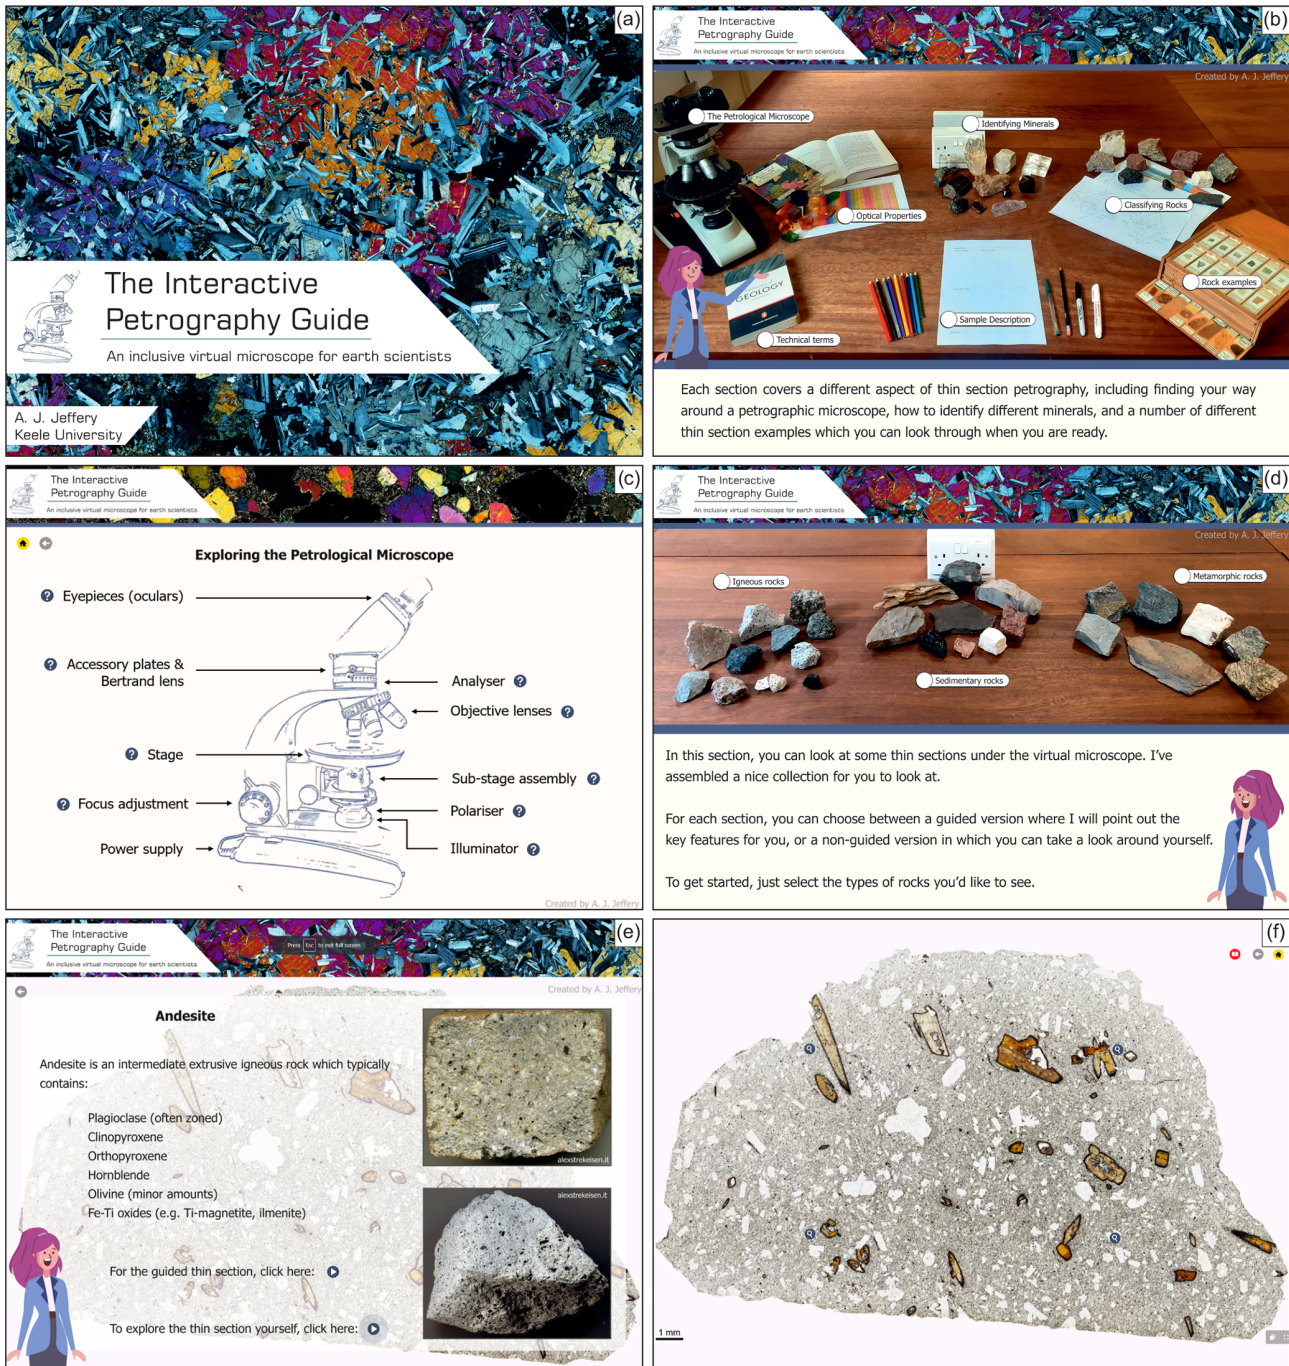 (a)
The Interactive
Petrography Guide
An inclusive virtual microscope for earth scientists
A. J. Jeffery
Keele University
(b)
The Interactive
Petrography Guide
An inclusive virtual microscope for earth scientists
Created by A. J. Jeffery
The Petrological Microscope
Identifying Minerals
Optical Properties
Classifying Rocks
GEOLOGY
Rock examples
Sample Description
Technical terms
Each section covers a different aspect of thin section petrography, including finding your way
around a petrographic microscope, how to identify different minerals, and a number of different
thin section examples which you can look through when you are ready.
(c)
The Interactive
Petrography Guide
An inclusive virtual microscope for earth scientists
Exploring the Petrological Microscope
? Eyepieces (oculars)
? Accessory plates &
Bertrand lens
Analyser ?
Objective lenses ?
? Stage
Sub-stage assembly ?
? Focus adjustment
Polariser ?
Power supply
Illuminator ?
Created by A. J. Jeffery
(d)
The Interactive
Petrography Guide
An inclusive virtual microscope for earth scientists
Created by A. J. Jeffery
Igneous rocks
Metamorphic rocks
Sedimentary rocks
In this section, you can look at some thin sections under the virtual microscope. I've
assembled a nice collection for you to look at.
For each section, you can choose between a guided version where I will point out the
key features for you, or a non-guided version in which you can take a look around yourself.
To get started, just select the types of rocks you'd like to see.
(e)
The Interactive
Petrography Guide
An inclusive virtual microscope for earth scientists
Press Esc to exit full screen
Created by A. J. Jeffery
Andesite
Andesite is an intermediate extrusive igneous rock which typically
contains:
Plagioclase (often zoned)
Clinopyroxene
Orthopyroxene
Hornblende
Olivine (minor amounts)
Fe-Ti oxides (e.g. Ti-magnetite, ilmenite)
alexstrekeisen.it
alexstrekeisen.it
For the guided thin section, click here:
To explore the thin section yourself, click here:
(f)
1 mm